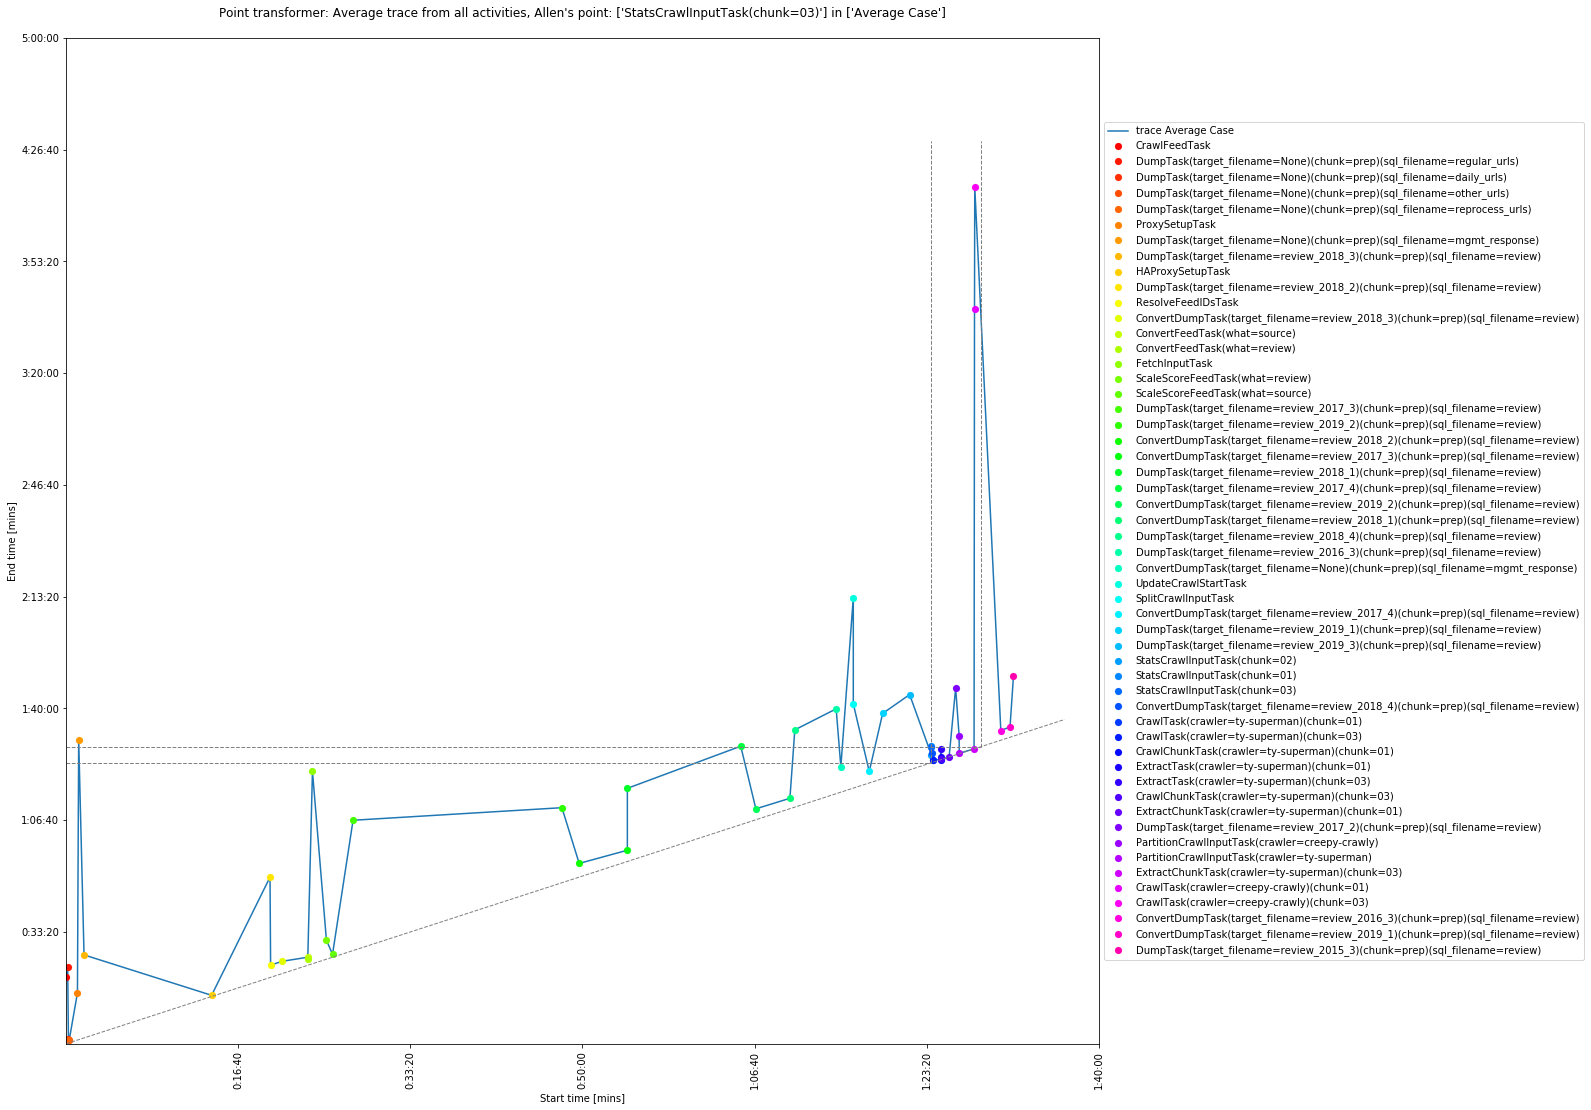 Point transformer: Average trace from all activities, Allen's point: ['StatsCrawlInputTask(chunk=03)'] in ['Average Case']
5:00:00
4:26:40
3:53:20
3:20:00
2:46:40
2:13:20
1:40:00
1:06:40
0:33:20
End time [mins]
0:16:40
0:33:20
0:50:00
1:06:40
1:23:20
1:40:00
Start time [mins]
trace Average Case
CrawlFeedTask
DumpTask(target_filename=None)(chunk=prep)(sql_filename=regular_urls)
DumpTask(target_filename=None)(chunk=prep)(sql_filename=daily_urls)
DumpTask(target_filename=None)(chunk=prep)(sql_filename=other_urls)
DumpTask(target_filename=None)(chunk=prep)(sql_filename=reprocess_urls)
ProxySetupTask
DumpTask(target_filename=None)(chunk=prep)(sql_filename=mgmt_response)
DumpTask(target_filename=review_2018_3)(chunk=prep)(sql_filename=review)
HAProxySetupTask
DumpTask(target_filename=review_2018_2)(chunk=prep)(sql_filename=review)
ResolveFeedIDsTask
ConvertDumpTask(target_filename=review_2018_3)(chunk=prep)(sql_filename=review)
ConvertFeedTask(what=source)
ConvertFeedTask(what=review)
FetchInputTask
ScaleScoreFeedTask(what=review)
ScaleScoreFeedTask(what=source)
DumpTask(target_filename=review_2017_3)(chunk=prep)(sql_filename=review)
DumpTask(target_filename=review_2019_2)(chunk=prep)(sql_filename=review)
ConvertDumpTask(target_filename=review_2018_2)(chunk=prep)(sql_filename=review)
ConvertDumpTask(target_filename=review_2017_3)(chunk=prep)(sql_filename=review)
DumpTask(target_filename=review_2018_1)(chunk=prep)(sql_filename=review)
DumpTask(target_filename=review_2017_4)(chunk=prep)(sql_filename=review)
ConvertDumpTask(target_filename=review_2019_2)(chunk=prep)(sql_filename=review)
ConvertDumpTask(target_filename=review_2018_1)(chunk=prep)(sql_filename=review)
DumpTask(target_filename=review_2018_4)(chunk=prep)(sql_filename=review)
DumpTask(target_filename=review_2016_3)(chunk=prep)(sql_filename=review)
ConvertDumpTask(target_filename=None)(chunk=prep)(sql_filename=mgmt_response)
UpdateCrawlStartTask
SplitCrawlInputTask
ConvertDumpTask(target_filename=review_2017_4)(chunk=prep)(sql_filename=review)
DumpTask(target_filename=review_2019_1)(chunk=prep)(sql_filename=review)
DumpTask(target_filename=review_2019_3)(chunk=prep)(sql_filename=review)
StatsCrawlInputTask(chunk=02)
StatsCrawlInputTask(chunk=01)
StatsCrawlInputTask(chunk=03)
ConvertDumpTask(target_filename=review_2018_4)(chunk=prep)(sql_filename=review)
CrawlTask(crawler=ty-superman)(chunk=01)
CrawlTask(crawler=ty-superman)(chunk=03)
CrawlChunkTask(crawler=ty-superman)(chunk=01)
ExtractTask(crawler=ty-superman)(chunk=01)
ExtractTask(crawler=ty-superman)(chunk=03)
CrawlChunkTask(crawler=ty-superman)(chunk=03)
ExtractChunkTask(crawler=ty-superman)(chunk=01)
DumpTask(target_filename=review_2017_2)(chunk=prep)(sql_filename=review)
PartitionCrawlInputTask(crawler=creepy-crawly)
PartitionCrawlInputTask(crawler=ty-superman)
ExtractChunkTask(crawler=ty-superman)(chunk=03)
CrawlTask(crawler=creepy-crawly)(chunk=01)
CrawlTask(crawler=creepy-crawly)(chunk=03)
ConvertDumpTask(target_filename=review_2016_3)(chunk=prep)(sql_filename=review)
ConvertDumpTask(target_filename=review_2019_1)(chunk=prep)(sql_filename=review)
DumpTask(target_filename=review_2015_3)(chunk=prep)(sql_filename=review)